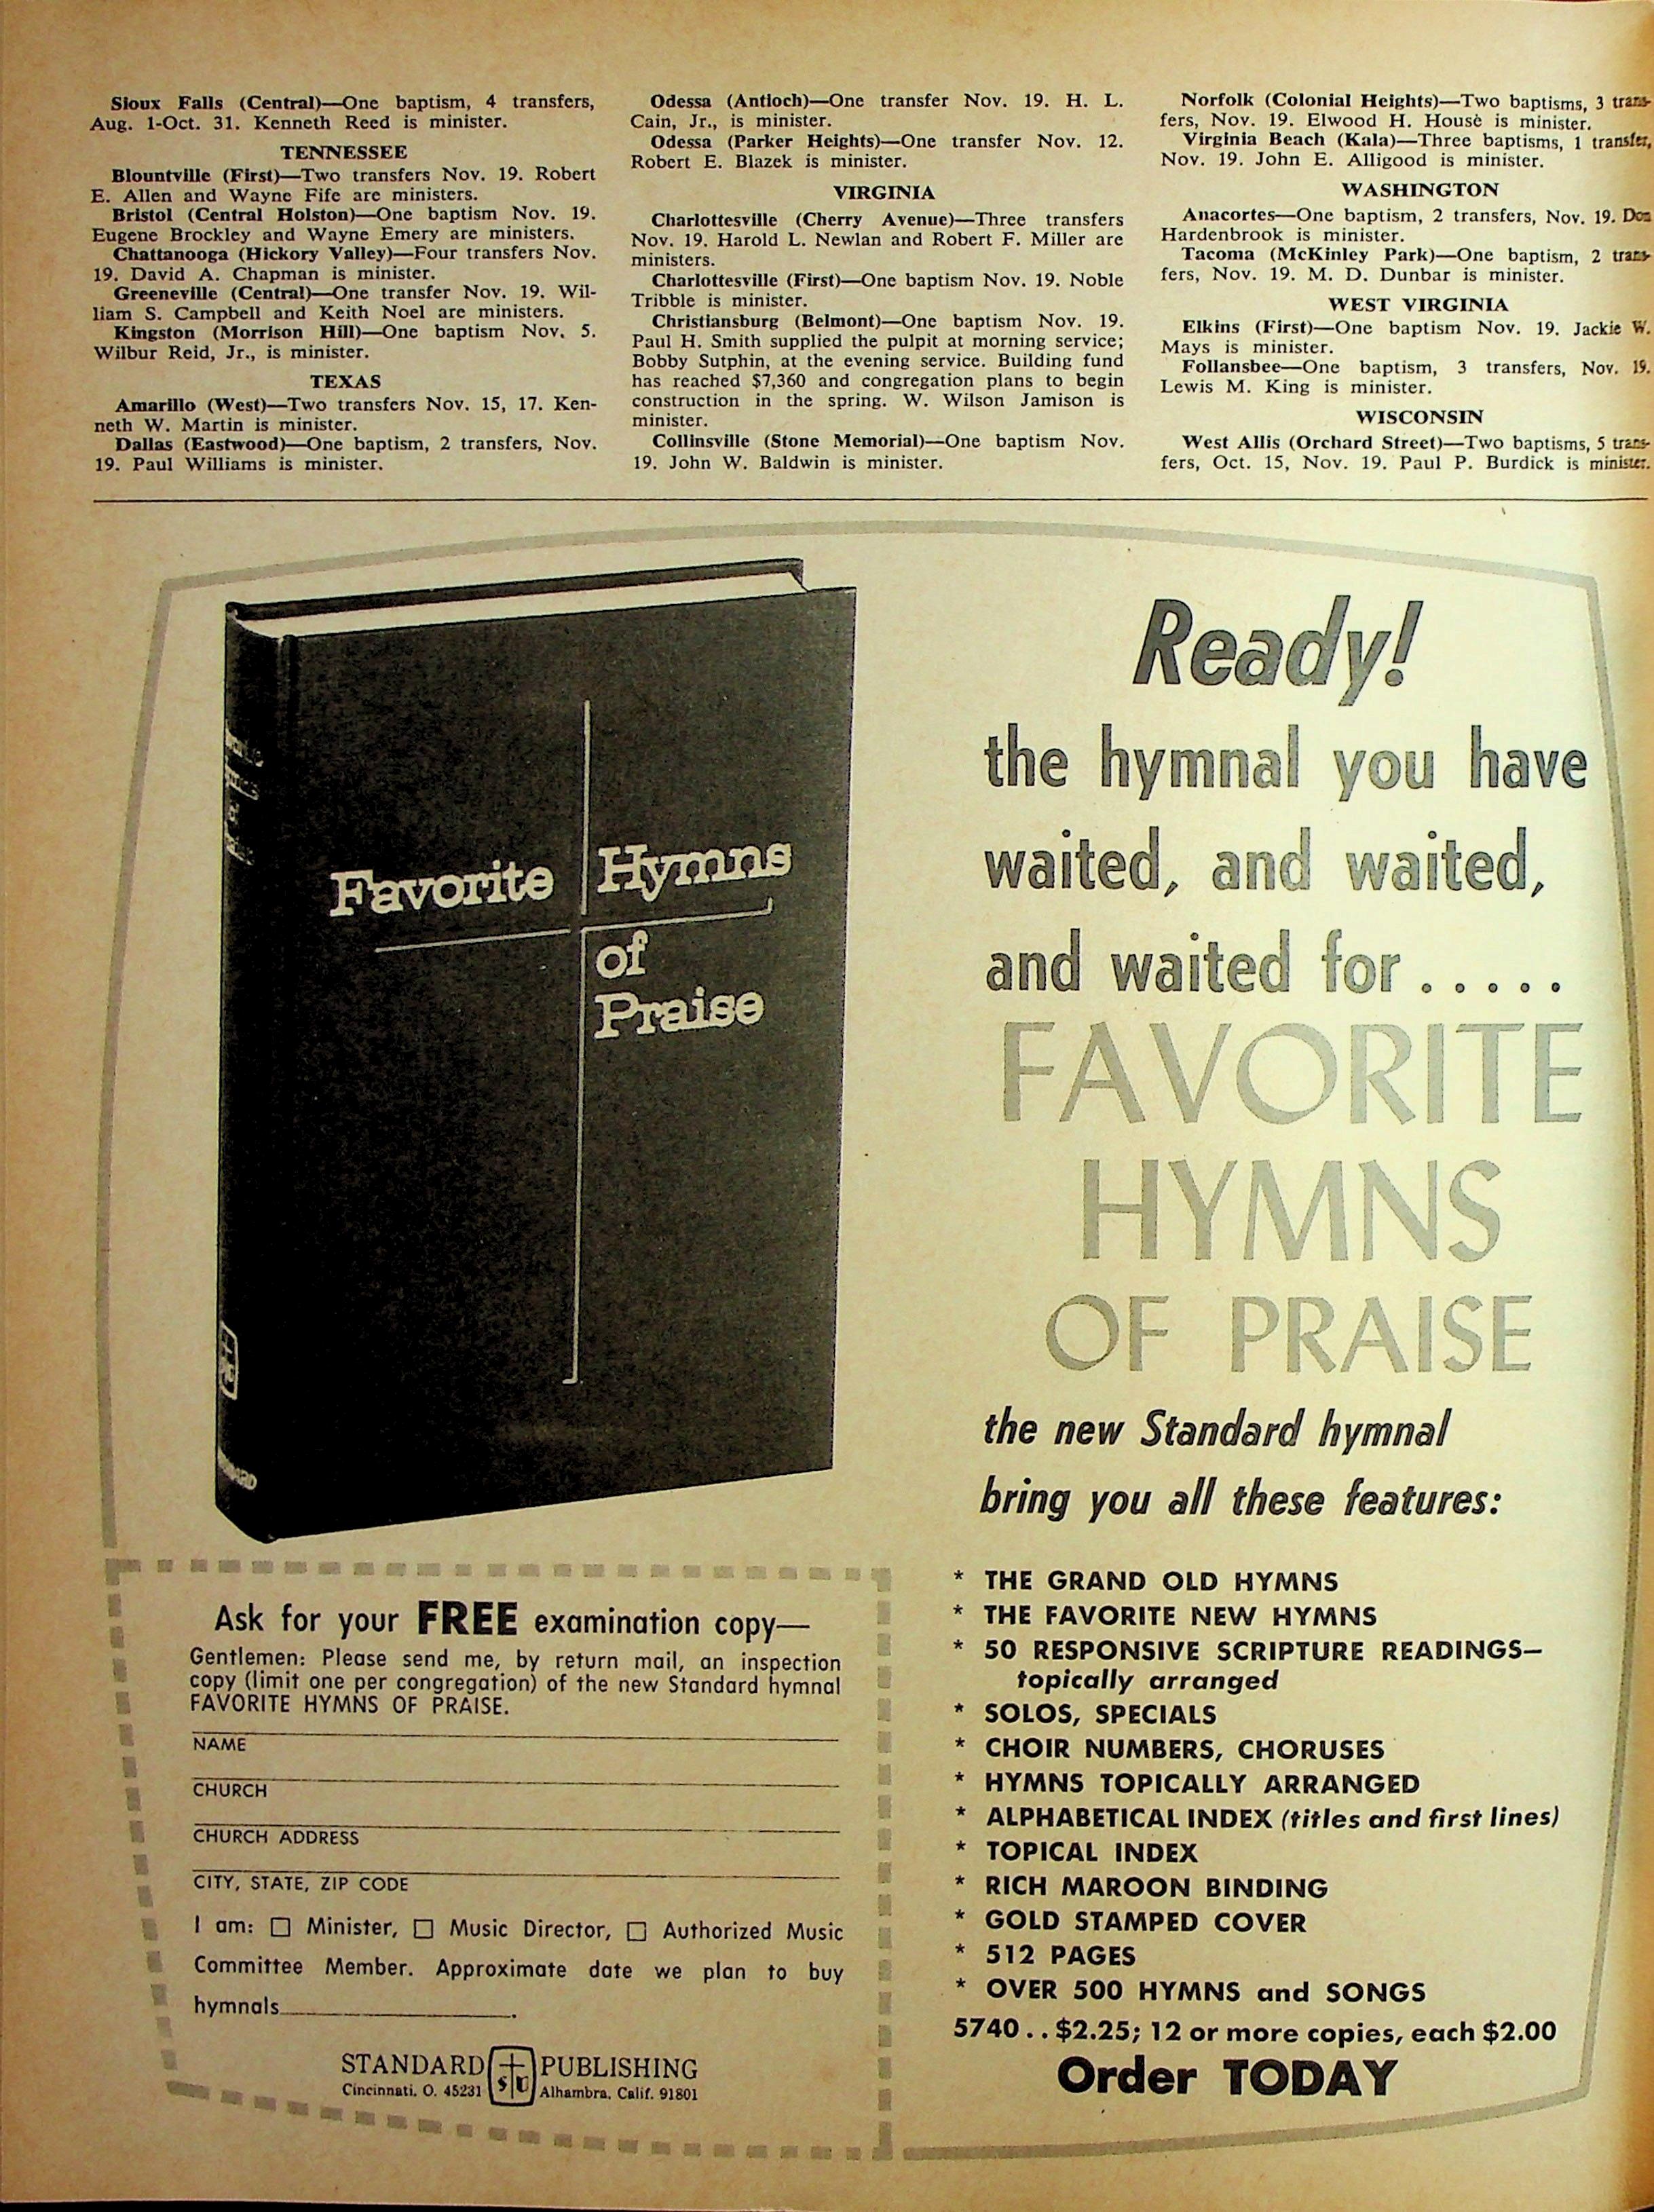 Sioux Falls (Central)—One baptism, 4 transfers,
Aug. 1-Oct. 31. Kenneth Reed is minister.
TENNESSEE
Blountville (First)—Two transfers Nov. 19. Robert
E. Allen and Wayne Fife are ministers.
Bristol (Central Holston)—One baptism Nov. 19.
Eugene Brockley and Wayne Emery are ministers.
Chattanooga (Hickory Valley)—Four transfers Nov.
19. David A. Chapman is minister.
Greeneville (Central)—One transfer Nov. 19. Wil-
liam S. Campbell and Keith Noel are ministers.
Kingston (Morrison Hill)—One baptism Nov. 5.
Wilbur Reid, Jr., is minister.
TEXAS
Amarillo (West)—Two transfers Nov. 15, 17. Ken-
neth W. Martin is minister.
Dallas (Eastwood)—One baptism, 2 transfers, Nov.
19. Paul Williams is minister.
Odessa (Antioch)—One transfer Nov. 19. H. L.
Cain, Jr., is minister.
Odessa (Parker Heights)—One transfer Nov. 12.
Robert E. Blazek is minister.
VIRGINIA
Charlottesville (Cherry Avenue)—Three transfers
Nov. 19. Harold L. Newlan and Robert F. Miller are
ministers.
Charlottesville (First)—One baptism Nov. 19. Noble
Tribble is minister.
Christiansburg (Belmont)—One baptism Nov. 19.
Paul H. Smith supplied the pulpit at morning service;
Bobby Sutphin, at the evening service. Building fund
has reached $7,360 and congregation plans to begin
construction in the spring. W. Wilson Jamison is
minister.
Collinsville (Stone Memorial)—One baptism Nov.
19. John W. Baldwin is minister.
Norfolk (Colonial Heights)—Two baptisms, 3 trans-
fers, Nov. 19. Elwood H. House is minister.
Virginia Beach (Kala)—Three baptisms, 1 transfer,
Nov. 19. John E. Alligood is minister.
WASHINGTON
Anacortes—One baptism, 2 transfers, Nov. 19. Don
Hardenbrook is minister.
Tacoma (McKinley Park)—One baptism, 2 trans-
fers, Nov. 19. M. D. Dunbar is minister.
WEST VIRGINIA
Elkins (First)—One baptism Nov. 19. Jackie W.
Mays is minister.
Follansbee—One baptism, 3 transfers, Nov. 19.
Lewis M. King is minister.
WISCONSIN
West Allis (Orchard Street)—Two baptisms, 5 trans-
fers, Oct. 15, Nov. 19. Paul P. Burdick is minister.
Favorite Hymns
of
Praise
Ready!
the hymnal you have
waited, and waited,
and waited for . . . . .
FAVORITE
HYMNS
OF PRAISE
the new Standard hymnal
bring you all these features:
* THE GRAND OLD HYMNS
* THE FAVORITE NEW HYMNS
* 50 RESPONSIVE SCRIPTURE READINGS—
topically arranged
* SOLOS, SPECIALS
* CHOIR NUMBERS, CHORUSES
* HYMNS TOPICALLY ARRANGED
* ALPHABETICAL INDEX (titles and first lines)
* TOPICAL INDEX
* RICH MAROON BINDING
* GOLD STAMPED COVER
* 512 PAGES
* OVER 500 HYMNS and SONGS
5740 . . $2.25; 12 or more copies, each $2.00
Order TODAY
Ask for your FREE examination copy—
Gentlemen: Please send me, by return mail, an inspection
copy (limit one per congregation) of the new Standard hymnal
FAVORITE HYMNS OF PRAISE.
NAME
CHURCH
CHURCH ADDRESS
CITY, STATE, ZIP CODE
I am: ☐ Minister, ☐ Music Director, ☐ Authorized Music
Committee Member. Approximate date we plan to buy
hymnals____________.
STANDARD PUBLISHING
Cincinnati, O. 45231 Alhambra, Calif. 91801